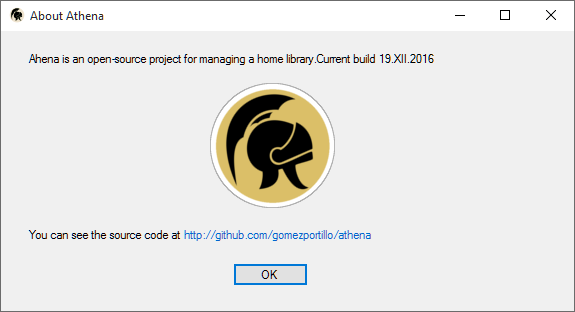 About Athena
Ahena is an open-source project for managing a home library.Current build 19.XII.2016
You can see the source code at http://github.com/gomezportillo/athena
OK